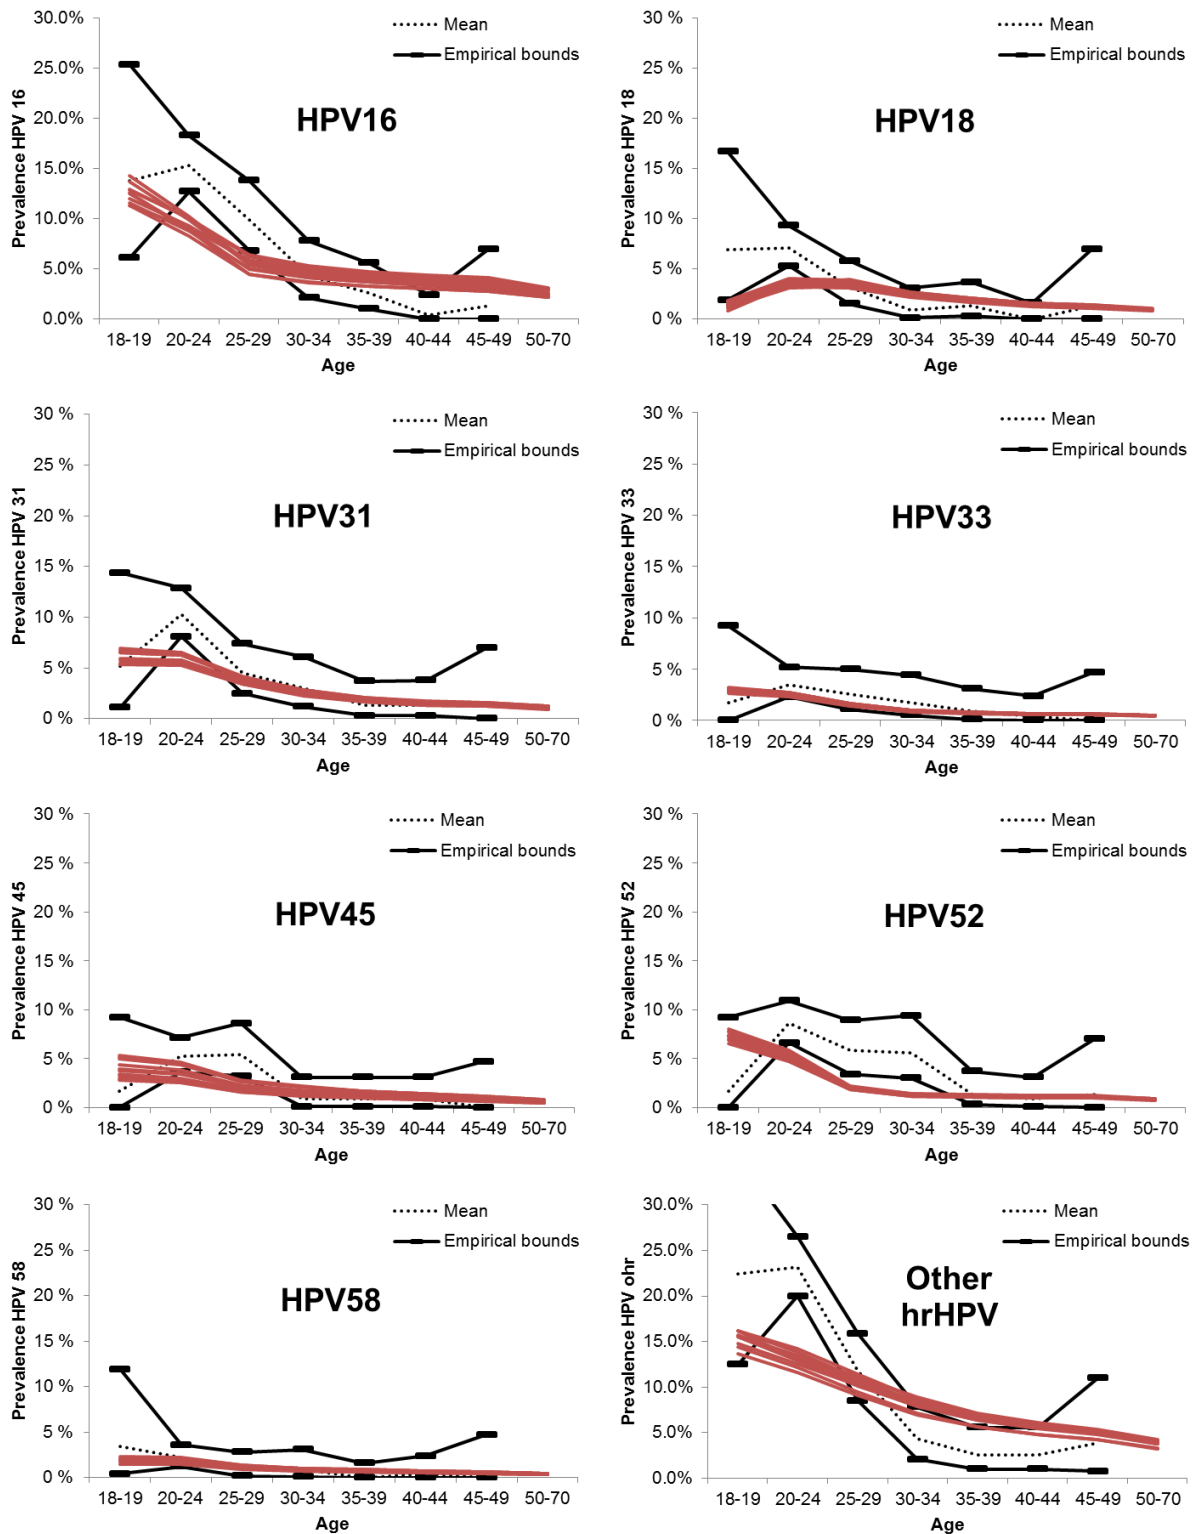 30.0%
25.0%
20.0%
15.0%
10.0%
5.0%
0.0%
Prevalence HPV 16
Mean
Empirical bounds
HPV16
18-19 20-24 25-29 30-34 35-39 40-44 45-49 50-70
Age
30 %
25 %
20 %
15 %
10 %
5 %
0 %
Prevalence HPV 18
Mean
Empirical bounds
HPV18
18-19 20-24 25-29 30-34 35-39 40-44 45-49 50-70
Age
30 %
25 %
20 %
15 %
10 %
5 %
0 %
Prevalence HPV 31
Mean
Empirical bounds
HPV31
18-19 20-24 25-29 30-34 35-39 40-44 45-49 50-70
Age
30 %
25 %
20 %
15 %
10 %
5 %
0 %
Prevalence HPV 33
Mean
Empirical bounds
HPV33
18-19 20-24 25-29 30-34 35-39 40-44 45-49 50-70
Age
30 %
25 %
20 %
15 %
10 %
5 %
0 %
Prevalence HPV 45
Mean
Empirical bounds
HPV45
18-19 20-24 25-29 30-34 35-39 40-44 45-49 50-70
Age
30 %
25 %
20 %
15 %
10 %
5 %
0 %
Prevalence HPV 52
Mean
Empirical bounds
HPV52
18-19 20-24 25-29 30-34 35-39 40-44 45-49 50-70
Age
30 %
25 %
20 %
15 %
10 %
5 %
0 %
Prevalence HPV 58
Mean
Empirical bounds
HPV58
18-19 20-24 25-29 30-34 35-39 40-44 45-49 50-70
Age
30.0%
25.0%
20.0%
15.0%
10.0%
5.0%
0.0%
Prevalence HPV ohr
Mean
Empirical bounds
Other
hrHPV
18-19 20-24 25-29 30-34 35-39 40-44 45-49 50-70
Age